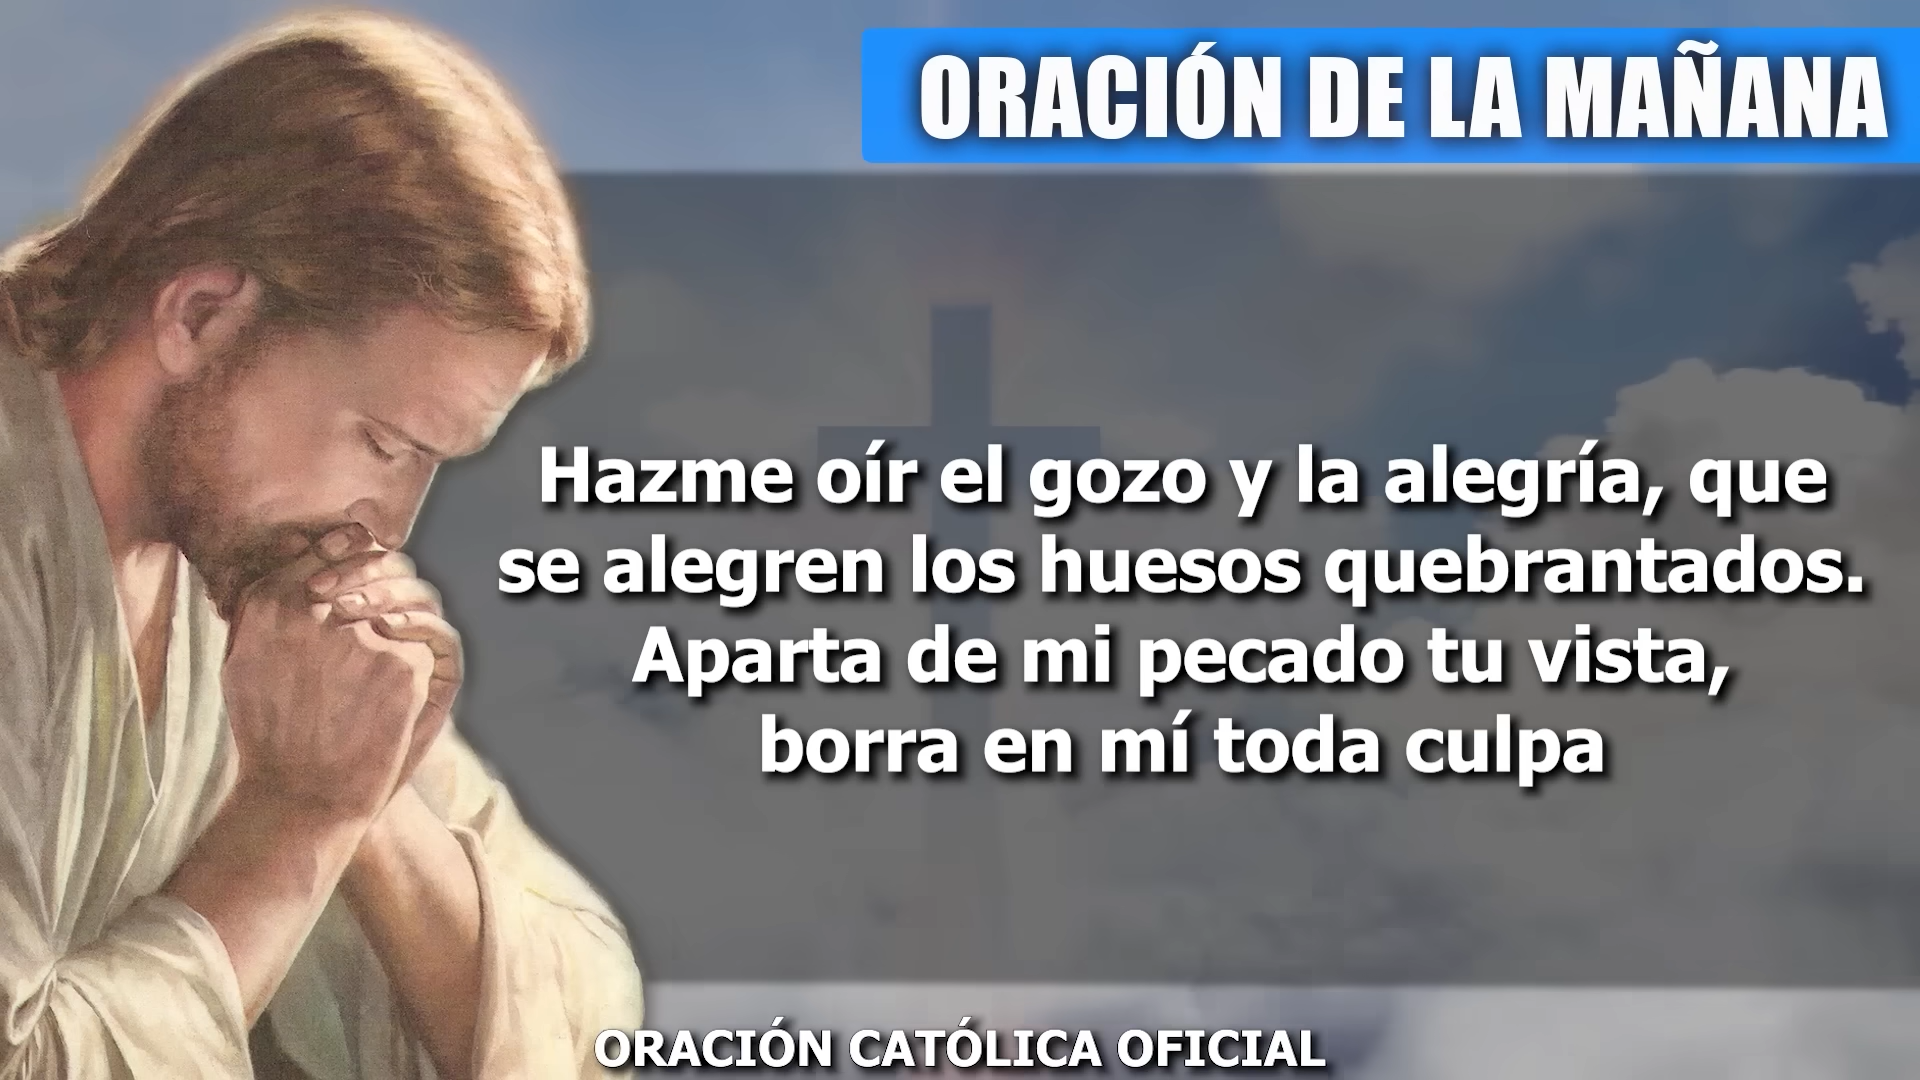 ORACIÓN DE LA MAÑANA
Hazme oír el gozo y la alegría, que
se alegren los huesos quebrantados.
Aparta de mi pecado tu vista,
borra en mí toda culpa
ORACIÓN CATÓLICA OFICIAL